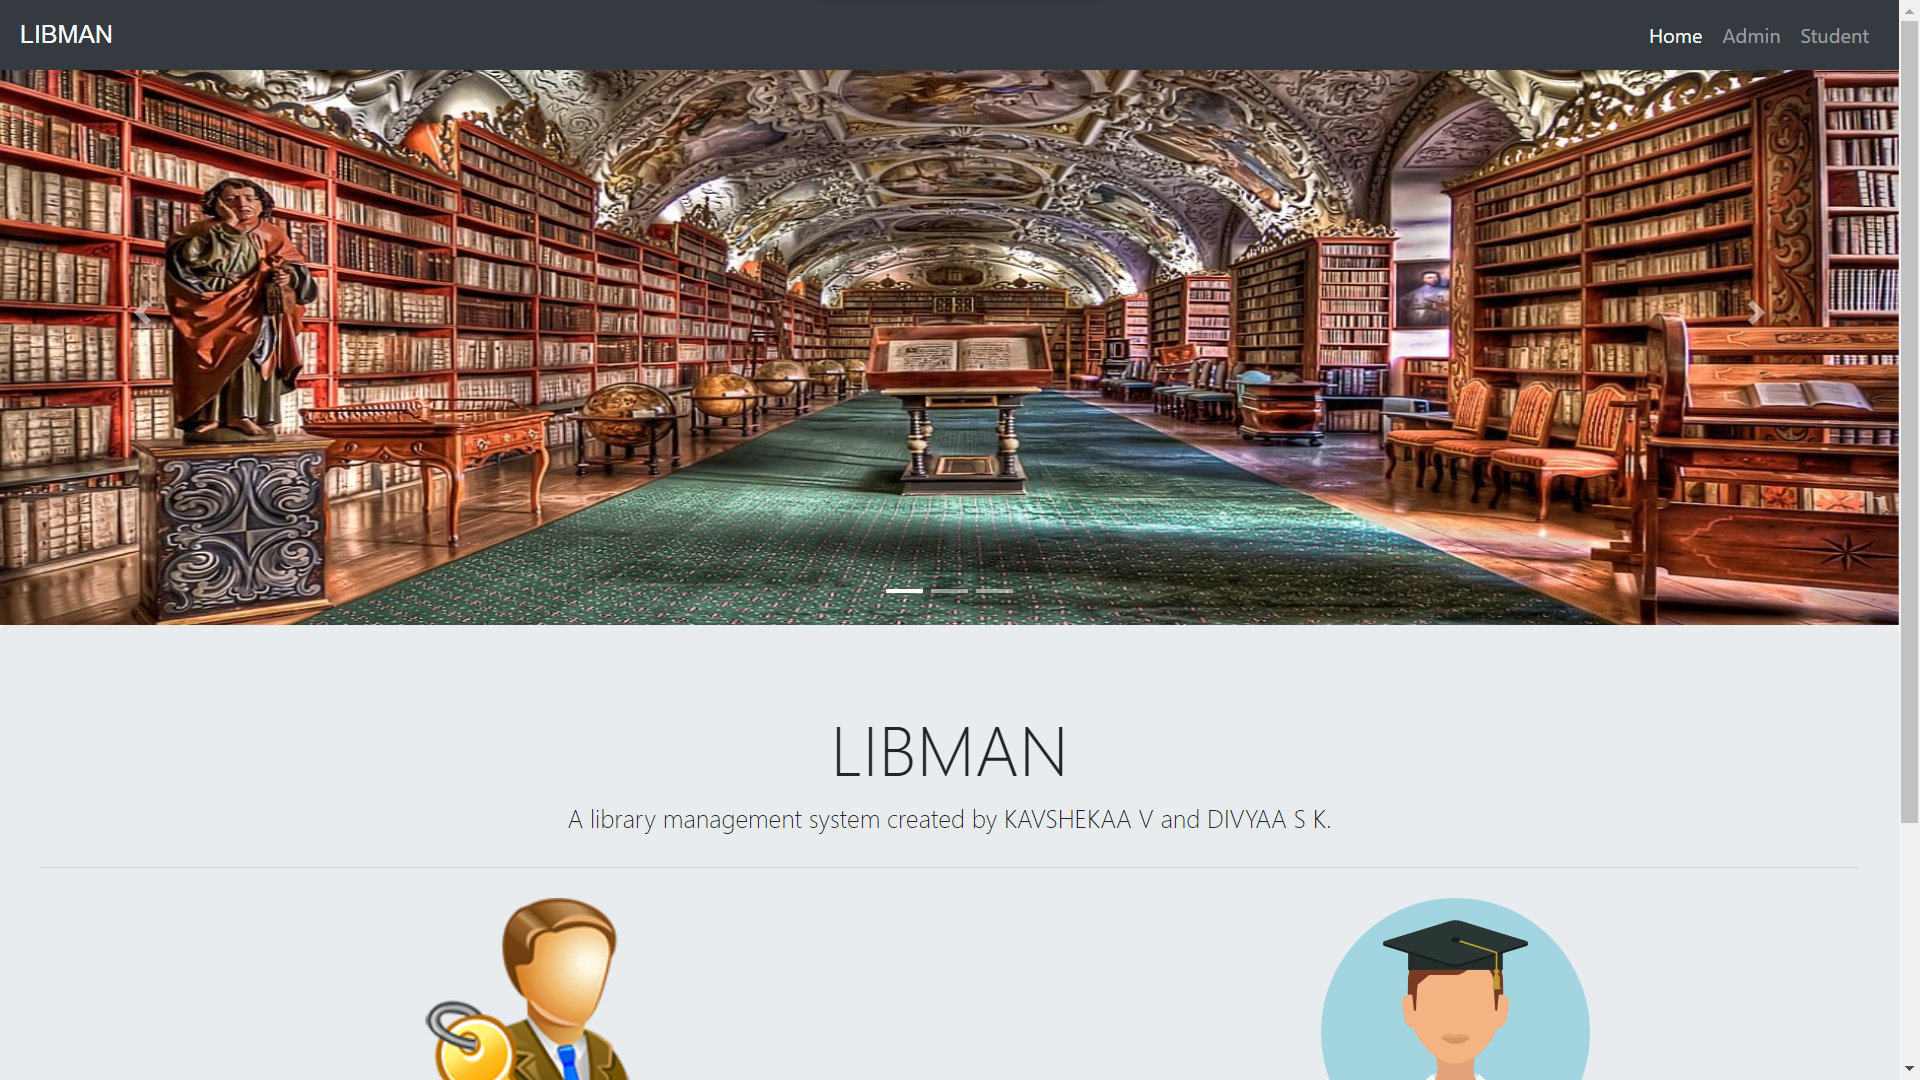 LIBMAN
Home Admin Student
LIBMAN
A library management system created by KAVSHEKAA V and DIVYAA S K.